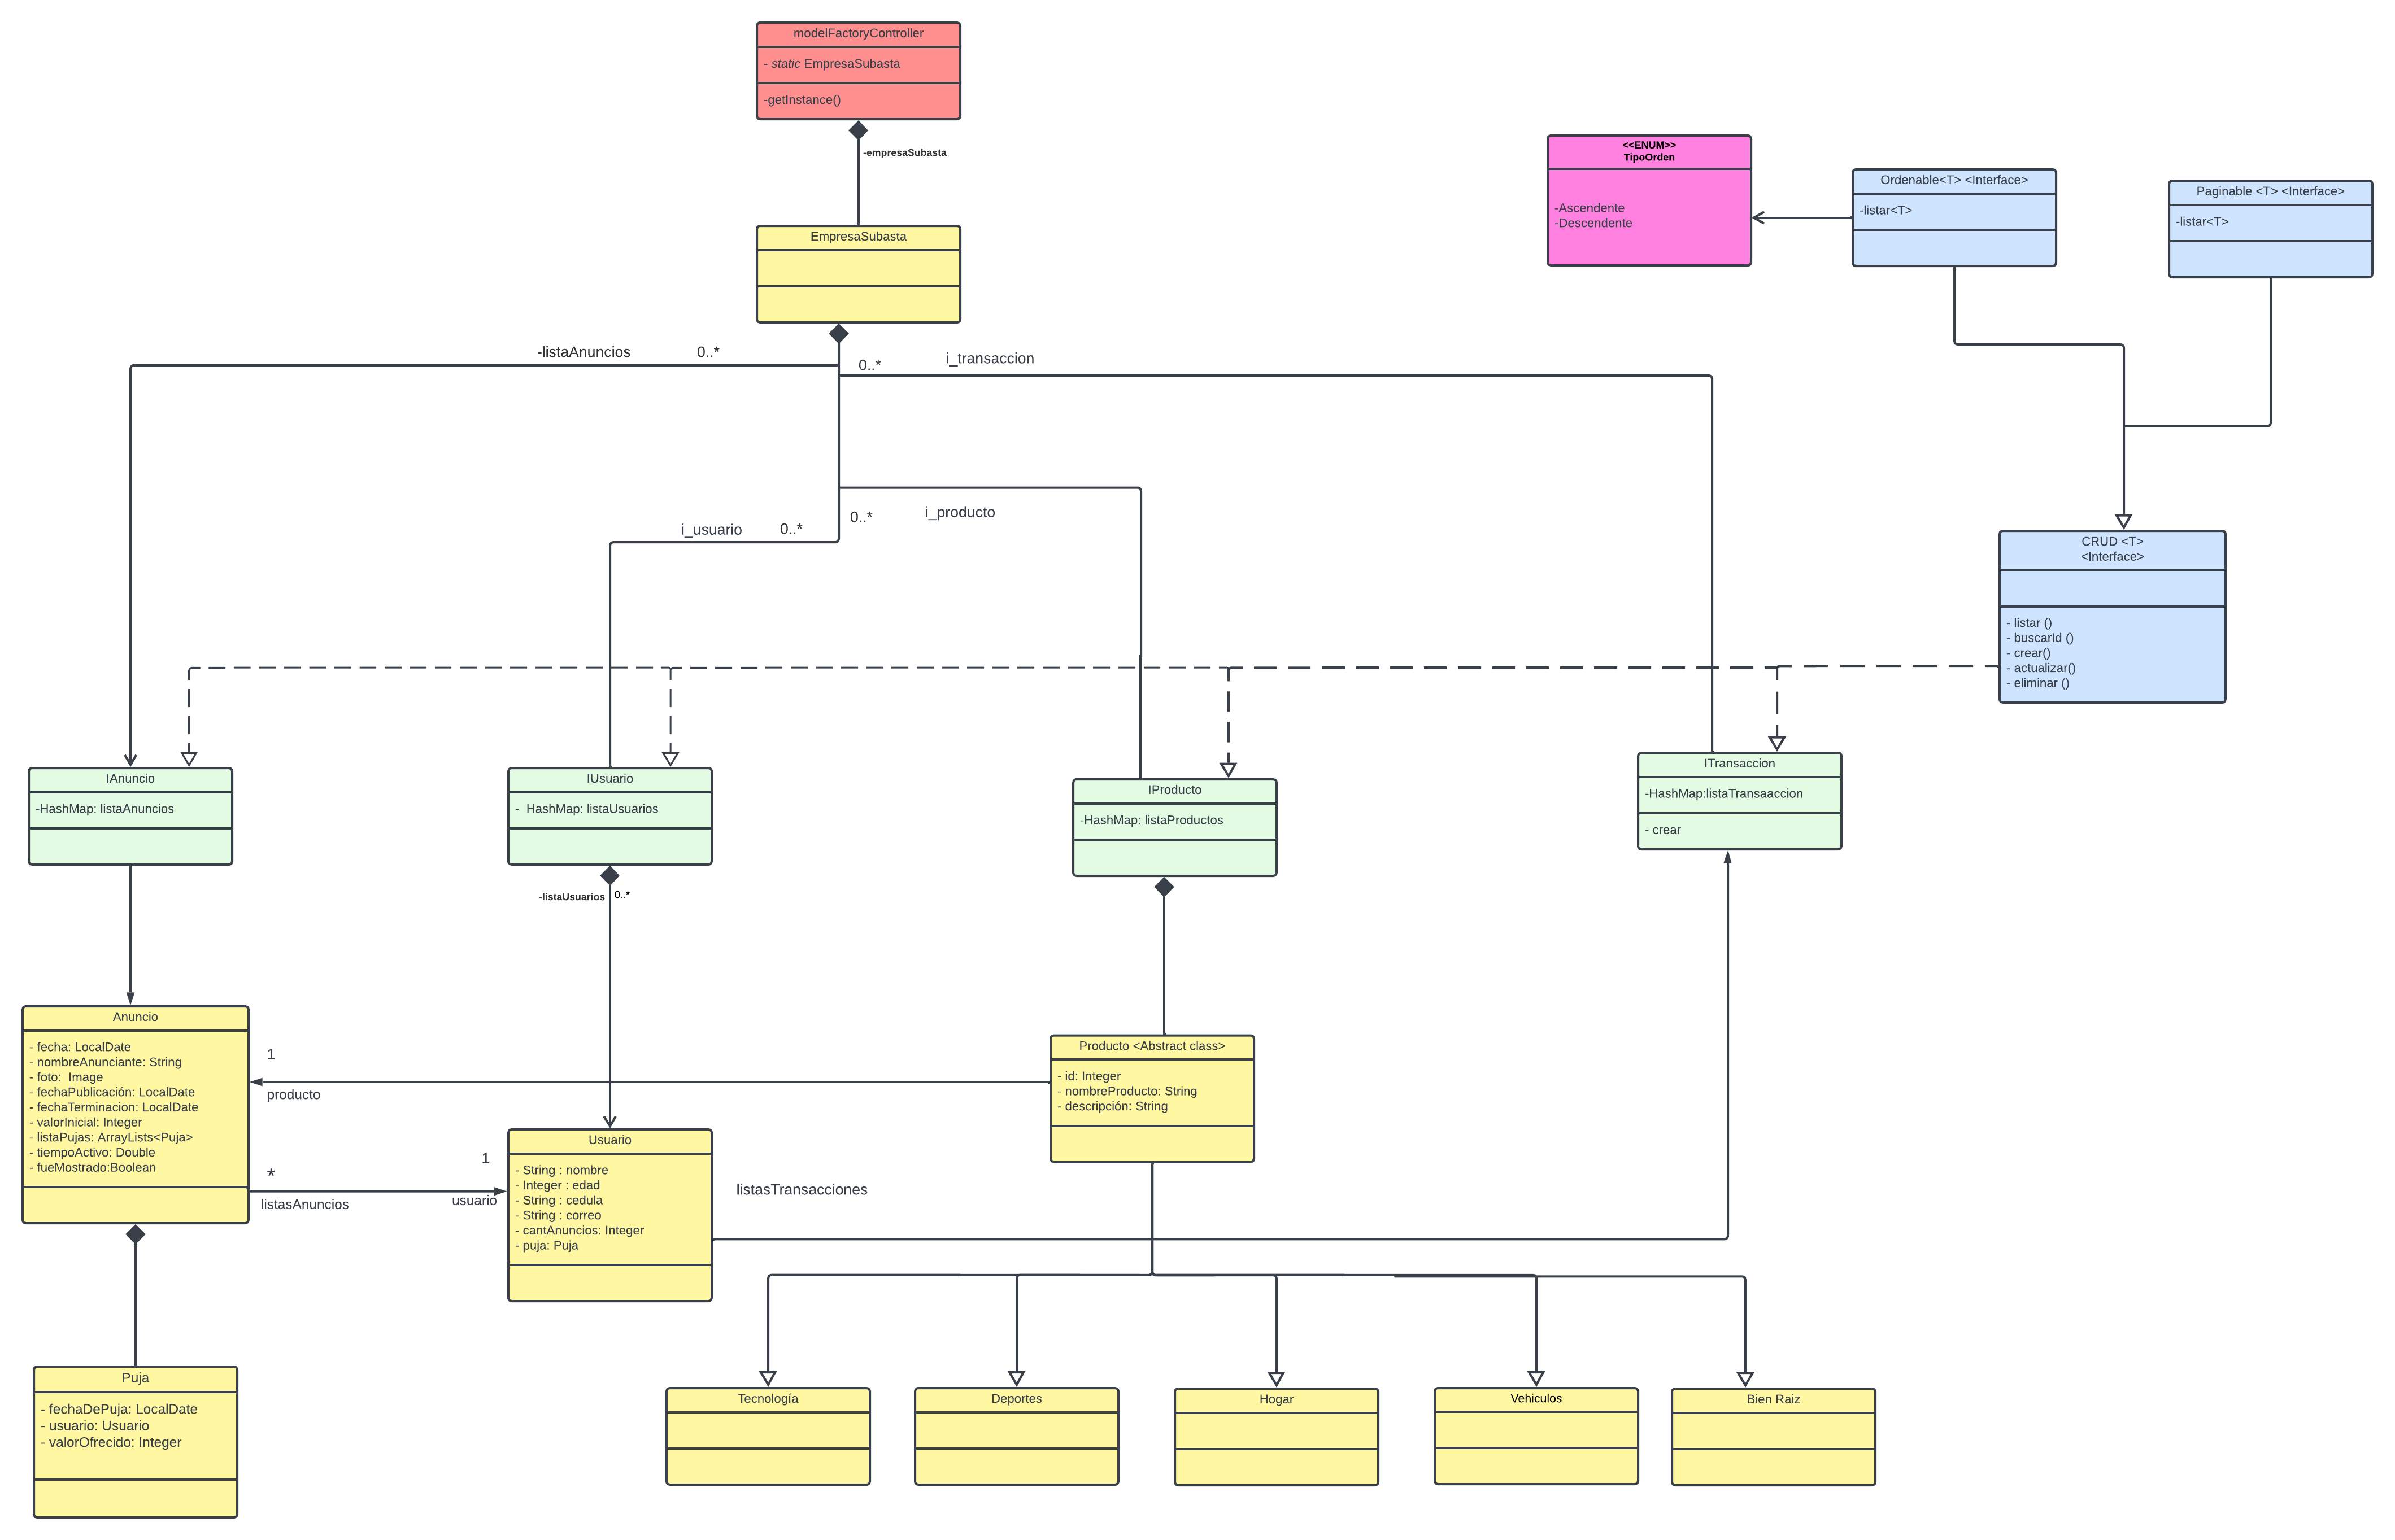 modelFactoryController
- static EmpresaSubasta
-getInstance()
-empresaSubasta
<<ENUM>>
TipoOrden
-Ascendente
-Descendente
Ordenable<T> <Interface>
-listar<T>
Paginable <T> <Interface>
-listar<T>
EmpresaSubasta
-listaAnuncios
0..*
0..*
i_transaccion
i_usuario
0..*
0..*
i_producto
CRUD <T>
<Interface>
- listar ()
- buscarId ()
- crear()
- actualizar()
- eliminar ()
IAnuncio
-HashMap: listaAnuncios
IUsuario
- HashMap: listaUsuarios
IProducto
-HashMap: listaProductos
ITransaccion
-HashMap:listaTransaaccion
- crear
-listaUsuarios
0..*
Anuncio
- fecha: LocalDate
- nombreAnunciante: String
- foto: Image
- fechaPublicación: LocalDate
- fechaTerminacion: LocalDate
- valorInicial: Integer
- listaPujas: ArrayLists<Puja>
- tiempoActivo: Double
- fueMostrado:Boolean
1
producto
*
listasAnuncios
1
usuario
Producto <Abstract class>
- id: Integer
- nombreProducto: String
- descripción: String
Usuario
- String : nombre
- Integer : edad
- String : cedula
- String : correo
- cantAnuncios: Integer
- puja: Puja
listasTransacciones
Puja
- fechaDePuja: LocalDate
- usuario: Usuario
- valorOfrecido: Integer
Tecnología
Deportes
Hogar
Vehiculos
Bien Raiz